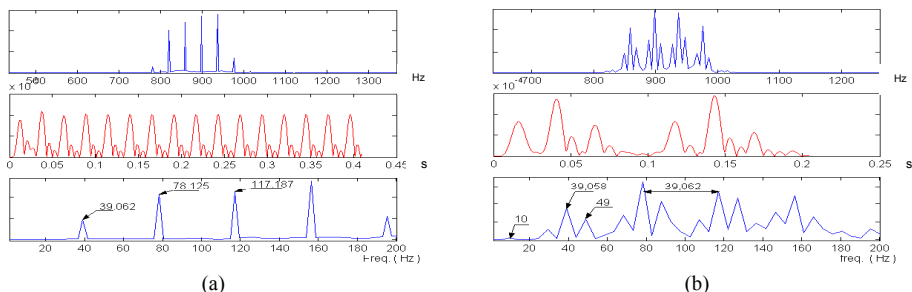 500 600 700 800 900 1000 1100 1200 1300 Hz
x 10
0 0.05 0.1 0.15 0.2 0.25 0.3 0.35 0.4 0.45 s
39.062 78.125 117.187
20 40 60 80 100 120 140 160 180 200
Freq. ( Hz )
(a)
700 800 900 1000 1100 1200 Hz
x 10
0 0.05 0.1 0.15 0.2 0.25 s
10 39,058 49 39,062
20 40 60 80 100 120 140 160 180 200
freq. ( Hz )
(b)